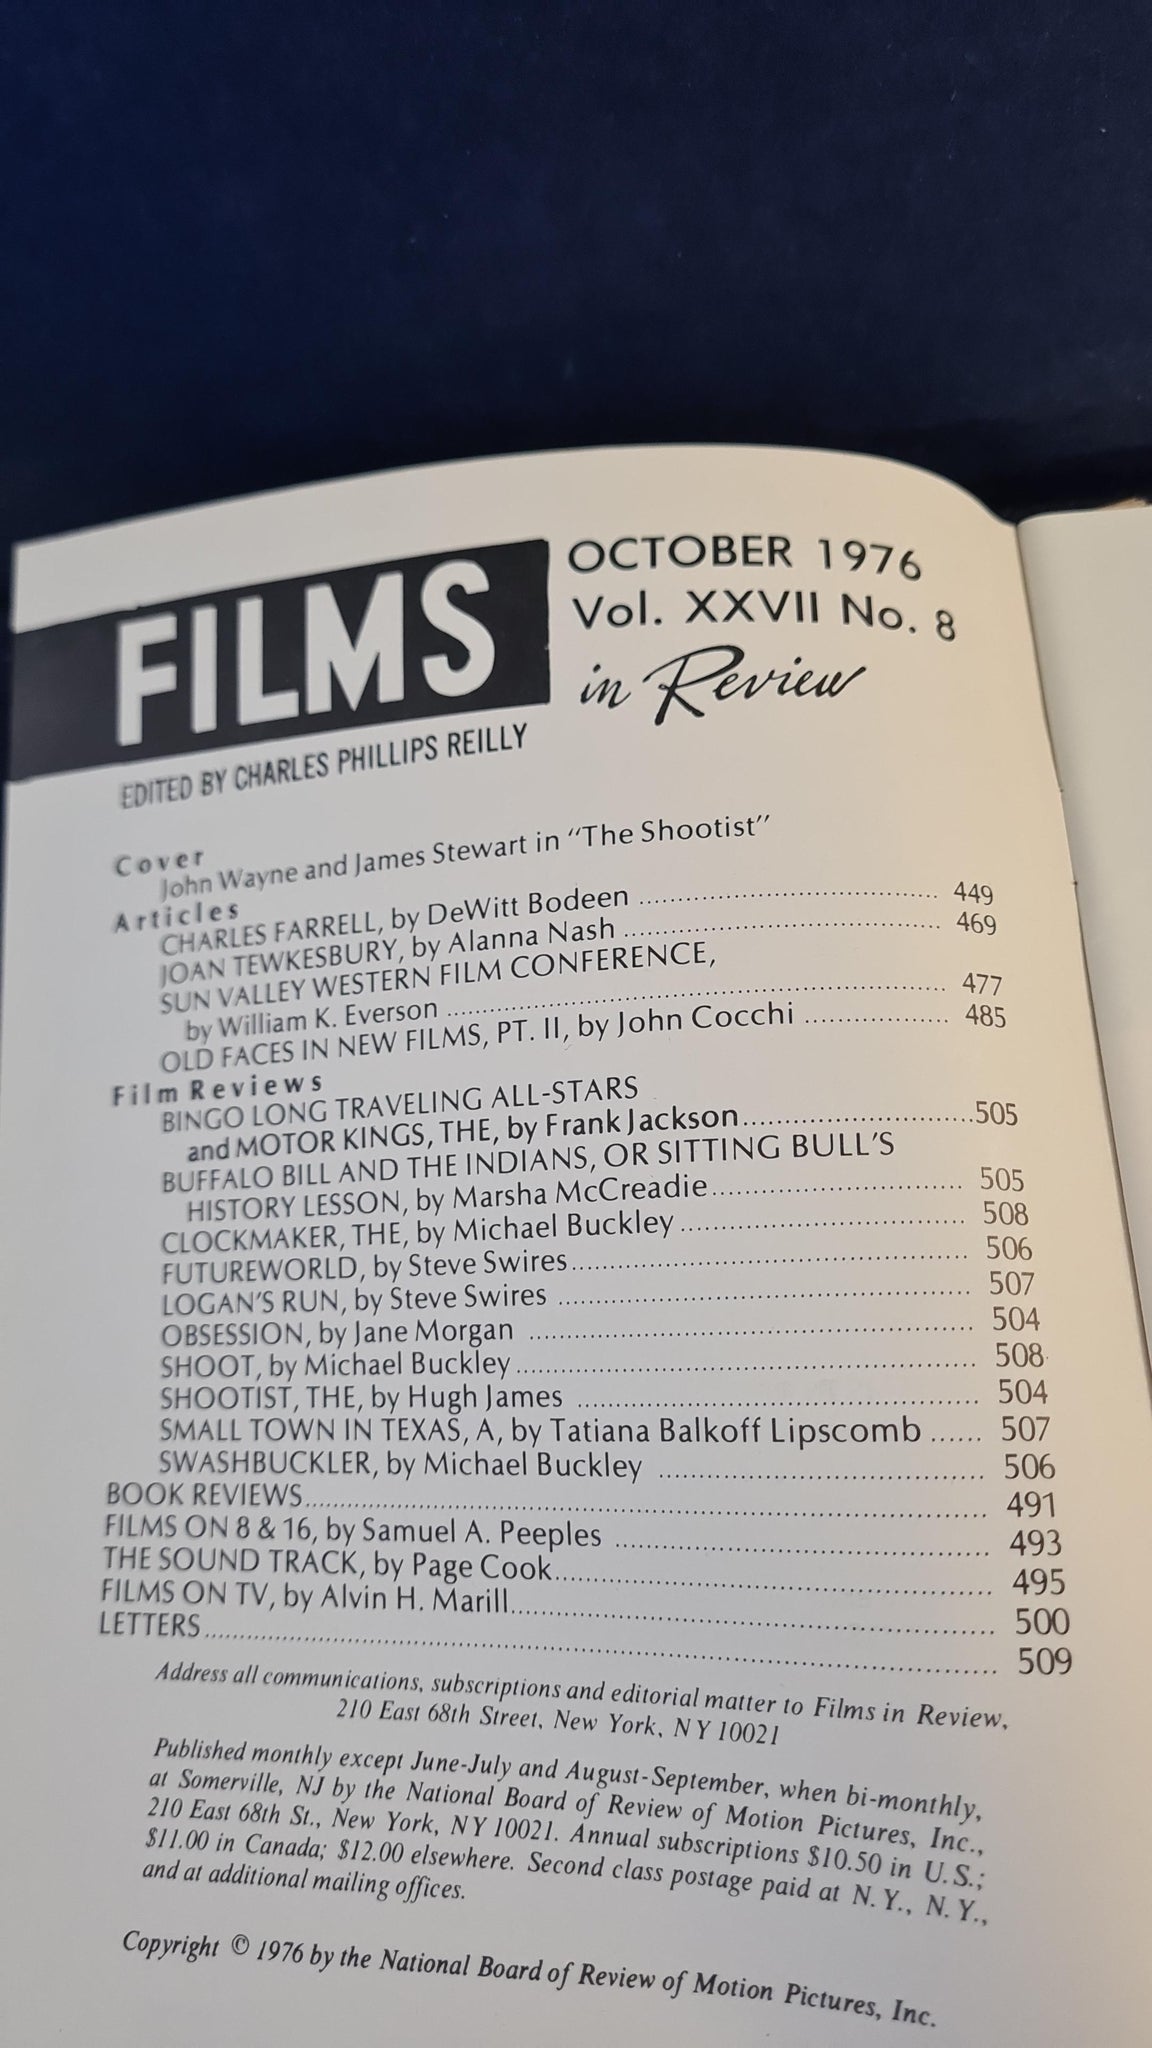 FILMS
OCTOBER 1976
Vol. XXVII No. 8
in Review
EDITED BY CHARLES PHILLIPS REILLY
Cover
John Wayne and James Stewart in "The Shootist"
Articles
CHARLES FARRELL, by DeWitt Bodeen ........................................ 449
JOAN TEWKESBURY, by Alanna Nash ........................................ 469
SUN VALLEY WESTERN FILM CONFERENCE,
by William K. Everson ........................................ 477
OLD FACES IN NEW FILMS, PT. II, by John Cocchi .................... 485
Film Reviews
BINGO LONG TRAVELING ALL-STARS
and MOTOR KINGS, THE, by Frank Jackson..............................505
BUFFALO BILL AND THE INDIANS, OR SITTING BULL'S
HISTORY LESSON, by Marsha McCreadie.............................. 505
CLOCKMAKER, THE, by Michael Buckley................................... 508
FUTUREWORLD, by Steve Swires................................................ 506
LOGAN'S RUN, by Steve Swires ................................................ 507
OBSESSION, by Jane Morgan ................................................ 504
SHOOT, by Michael Buckley................................................ 508
SHOOTIST, THE, by Hugh James ................................................ 504
SMALL TOWN IN TEXAS, A, by Tatiana Balkoff Lipscomb ...... 507
SWASHBUCKLER, by Michael Buckley ........................................ 506
BOOK REVIEWS................................................................ 491
FILMS ON 8 & 16, by Samuel A. Peeples ........................................ 493
THE SOUND TRACK, by Page Cook................................................ 495
FILMS ON TV, by Alvin H. Marill................................................ 500
LETTERS................................................................ 509
Address all communications, subscriptions and editorial matter to Films in Review,
210 East 68th Street, New York, NY 10021
Published monthly except June-July and August-September, when bi-monthly,
at Somerville, NJ by the National Board of Review of Motion Pictures, Inc.,
210 East 68th St., New York, NY 10021. Annual subscriptions $10.50 in U.S.;
$11.00 in Canada; $12.00 elsewhere. Second class postage paid at N.Y., N.Y.,
and at additional mailing offices.
Copyright © 1976 by the National Board of Review of Motion Pictures, Inc.